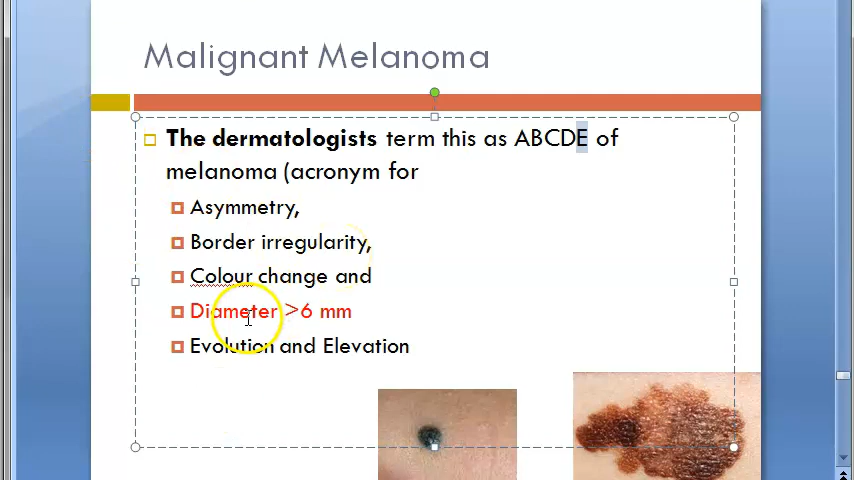 Malignant Melanoma
The dermatologists term this as ABCDE of
melanoma (acronym for
Asymmetry,
Border irregularity,
Colour change and
Diameter >6 mm
Evolution and Elevation